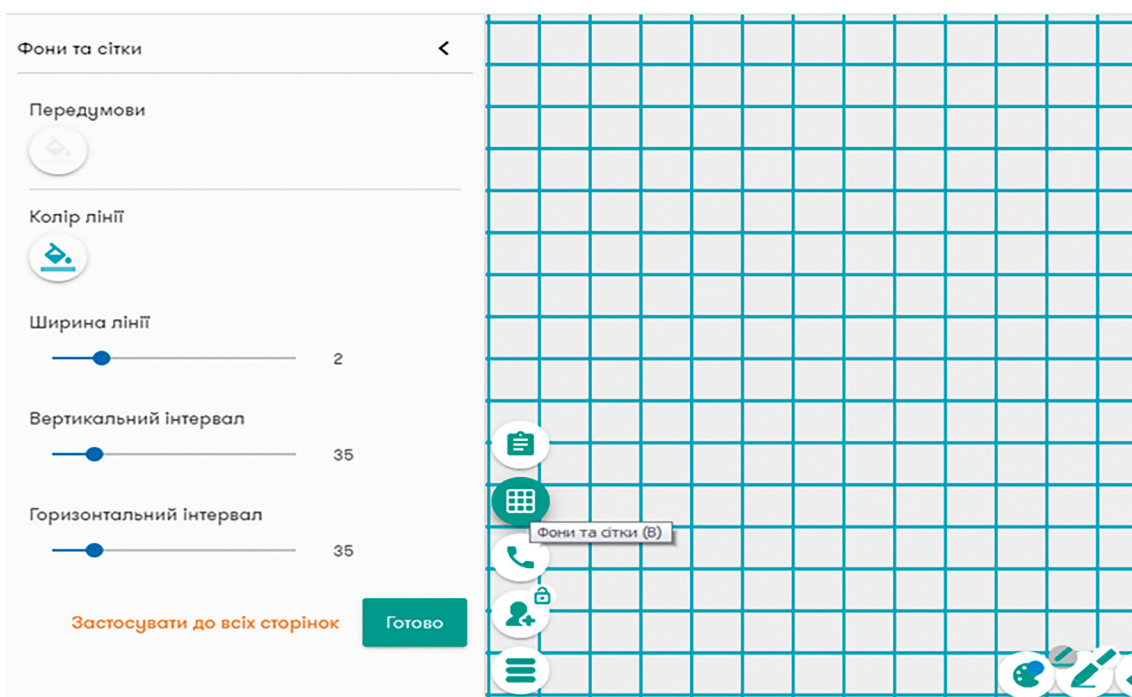 Фони та сітки
Передумови
Колір лінії
Ширина лінії
2
Вертикальний інтервал
35
Горизонтальний інтервал
35
Застосувати до всіх сторінок
Готово
Фони та сітки (B)